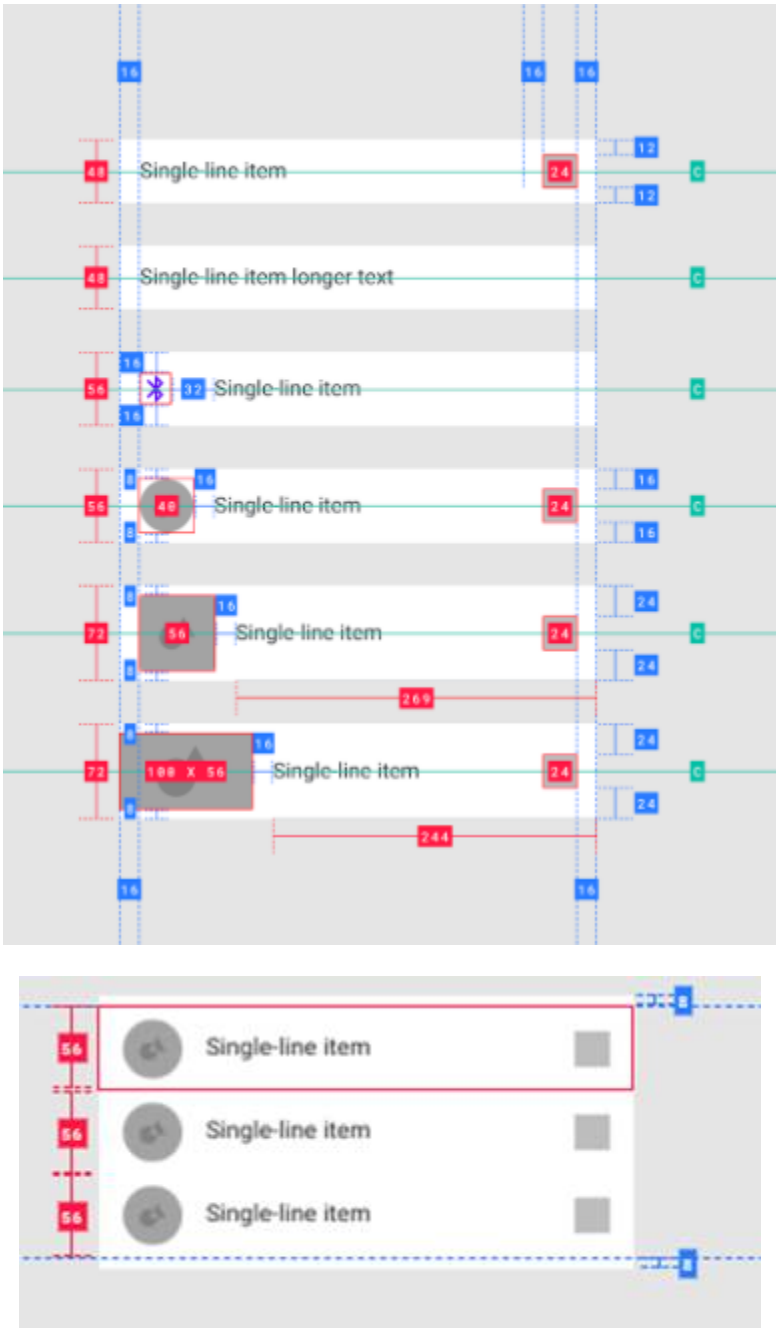 16 16 16
12
48 Single-line item 24 C
12
48 Single-line item longer text C
16
56 32 Single-line item C
16
8 16 16
56 40 Single-line item 24 C
8 16
8 16 24
72 56 Single-line item 24 C
8 24
269
8 16 24
72 100 X 56 Single-line item 24 C
8 24
244
16 16
8
56 Single-line item
56 Single-line item
56 Single-line item
8